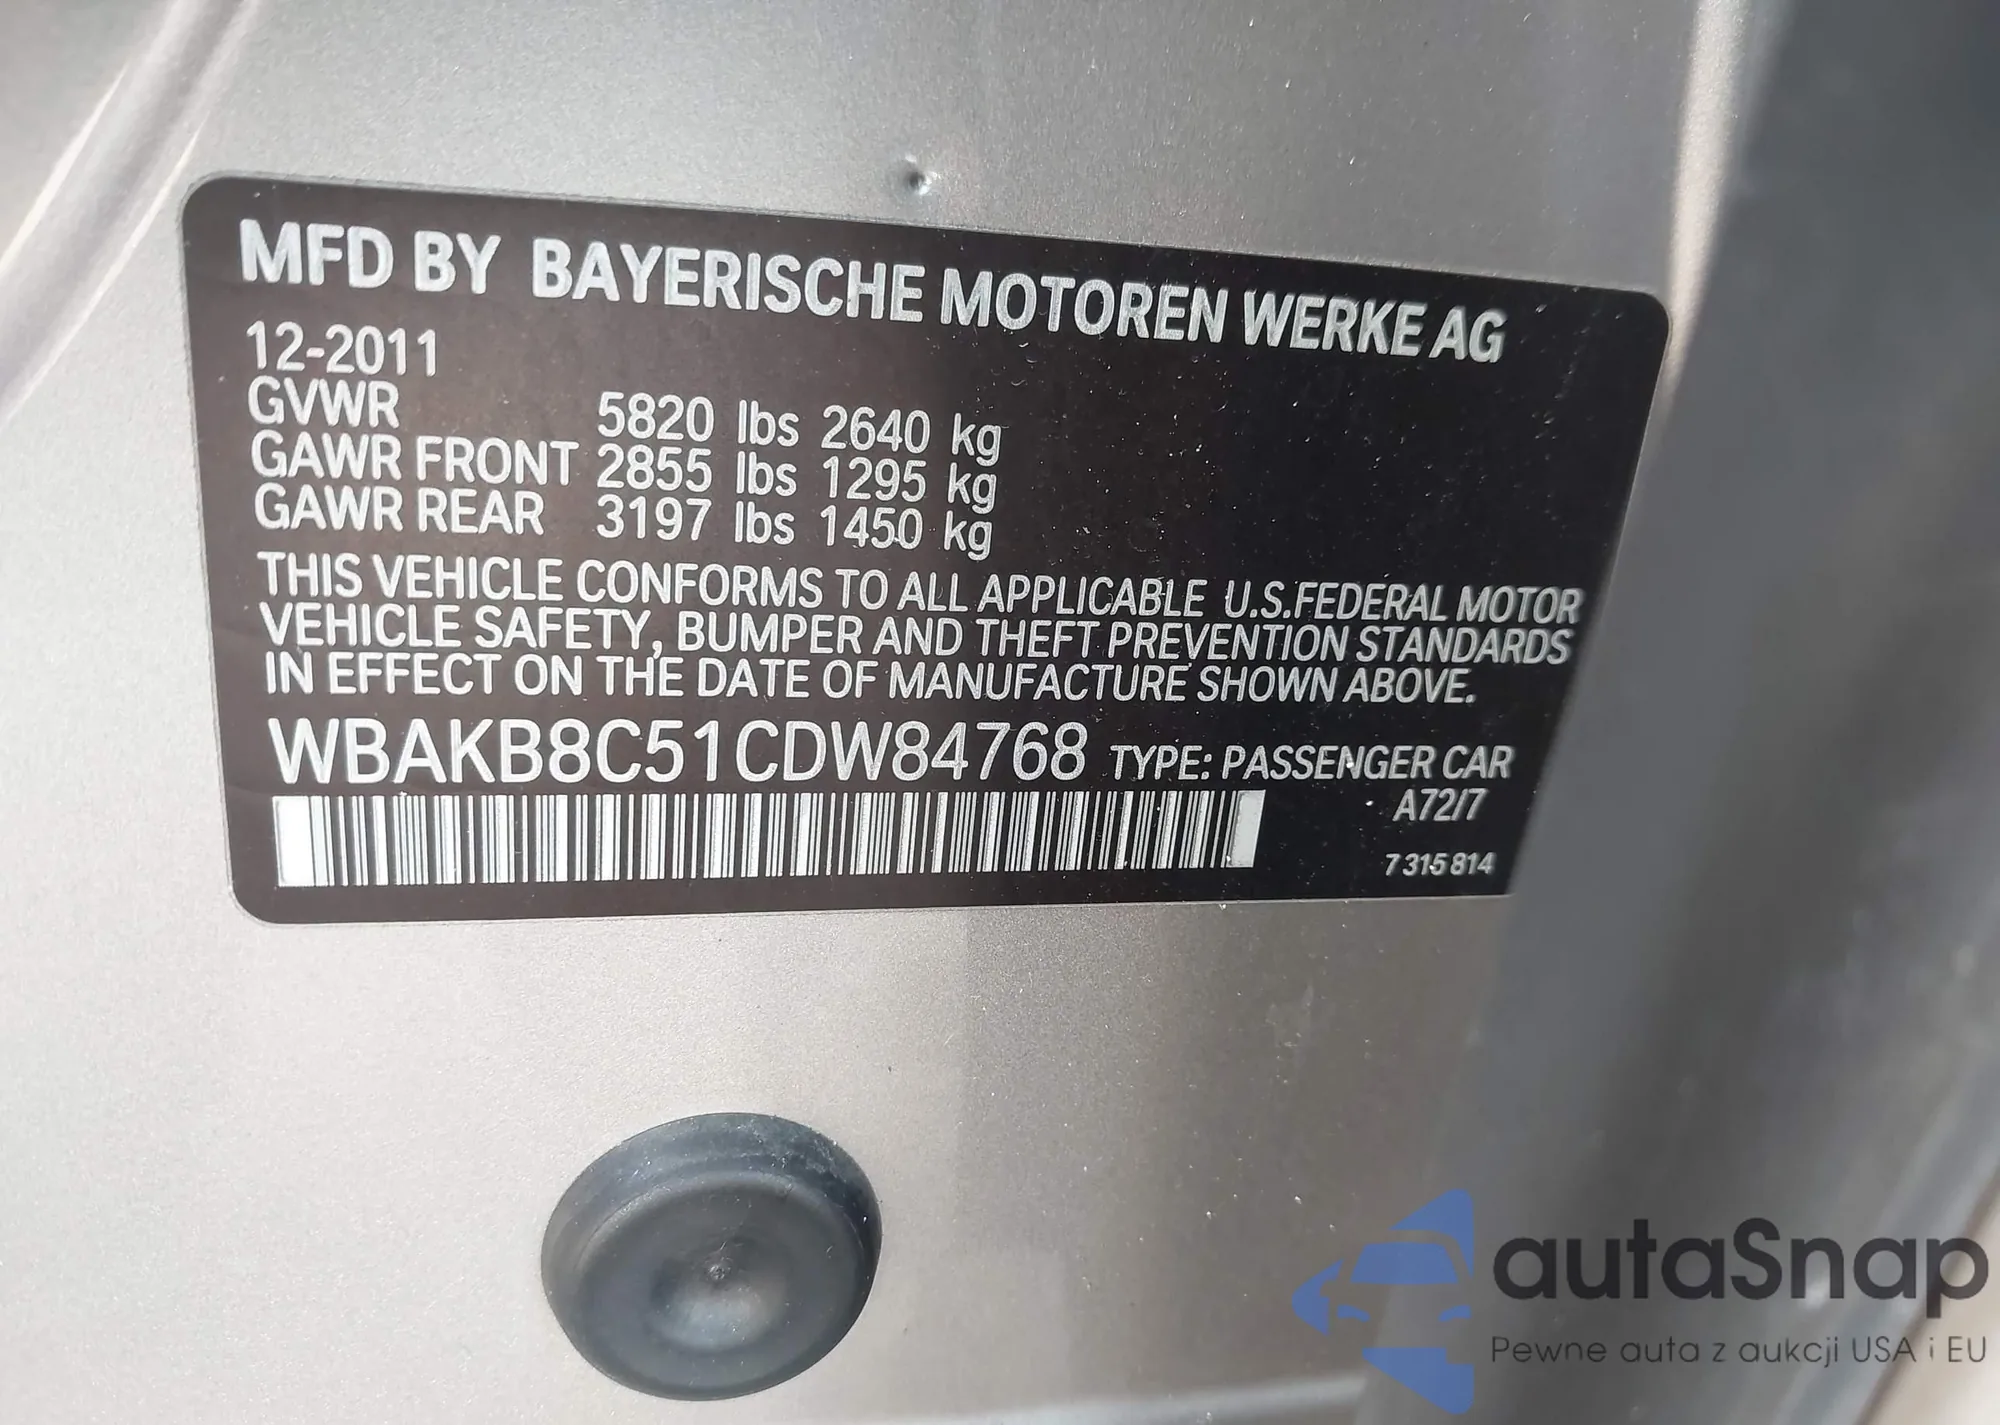 MFD BY BAYERISCHE MOTOREN WERKE AG
12-2011
GVWR 5820 lbs 2640 kg
GAWR FRONT 2855 lbs 1295 kg
GAWR REAR 3197 lbs 1450 kg
THIS VEHICLE CONFORMS TO ALL APPLICABLE U.S.FEDERAL MOTOR
VEHICLE SAFETY, BUMPER AND THEFT PREVENTION STANDARDS
IN EFFECT ON THE DATE OF MANUFACTURE SHOWN ABOVE.
WBAKB8C51CDW84768 TYPE: PASSENGER CAR
A72/7
7 315 814
autaSnap
Pewne auta z aukcji USA i EU